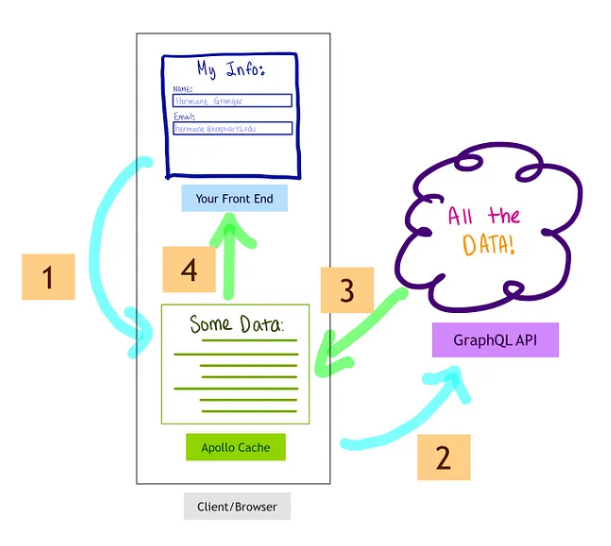 My Info:
NAME:
Hermione Granger
Email:
hermione@hogwarts.edu
Your Front End
1
4
3
All the
DATA!
GraphQL API
Some Data:
Apollo Cache
2
Client/Browser